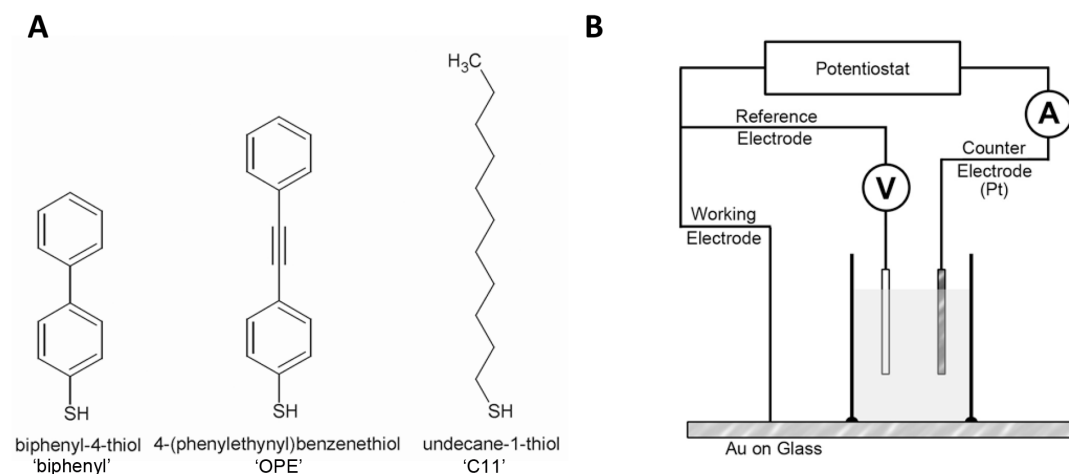 A
H₃C
SH
SH
SH
biphenyl-4-thiol
'biphenyl'
4-(phenylethynyl)benzenethiol
'OPE'
undecane-1-thiol
'C11'
B
Potentiostat
A
Reference
Electrode
Counter
Electrode
(Pt)
V
Working
Electrode
Au on Glass